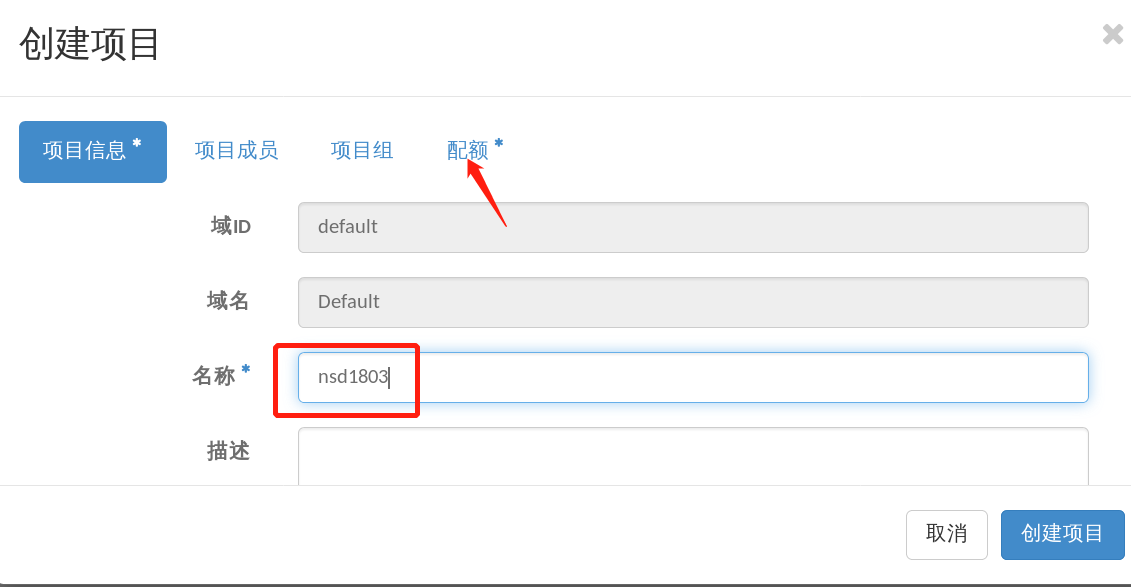 创建项目
项目信息 * 项目成员 项目组 配额 *
域ID default
域名 Default
名称 * nsd1803
描述
取消 创建项目